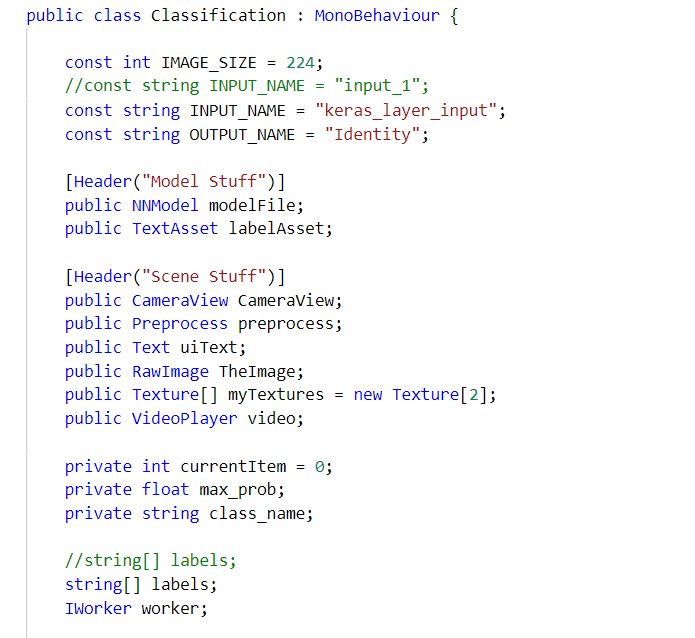 public class Classification : MonoBehaviour {
const int IMAGE_SIZE = 224;
//const string INPUT_NAME = "input_1";
const string INPUT_NAME = "keras_layer_input";
const string OUTPUT_NAME = "Identity";
[Header("Model Stuff")]
public NNModel modelFile;
public TextAsset labelAsset;
[Header("Scene Stuff")]
public CameraView CameraView;
public Preprocess preprocess;
public Text uiText;
public RawImage TheImage;
public Texture[] myTextures = new Texture[2];
public VideoPlayer video;
private int currentItem = 0;
private float max_prob;
private string class_name;
//string[] labels;
string[] labels;
IWorker worker;